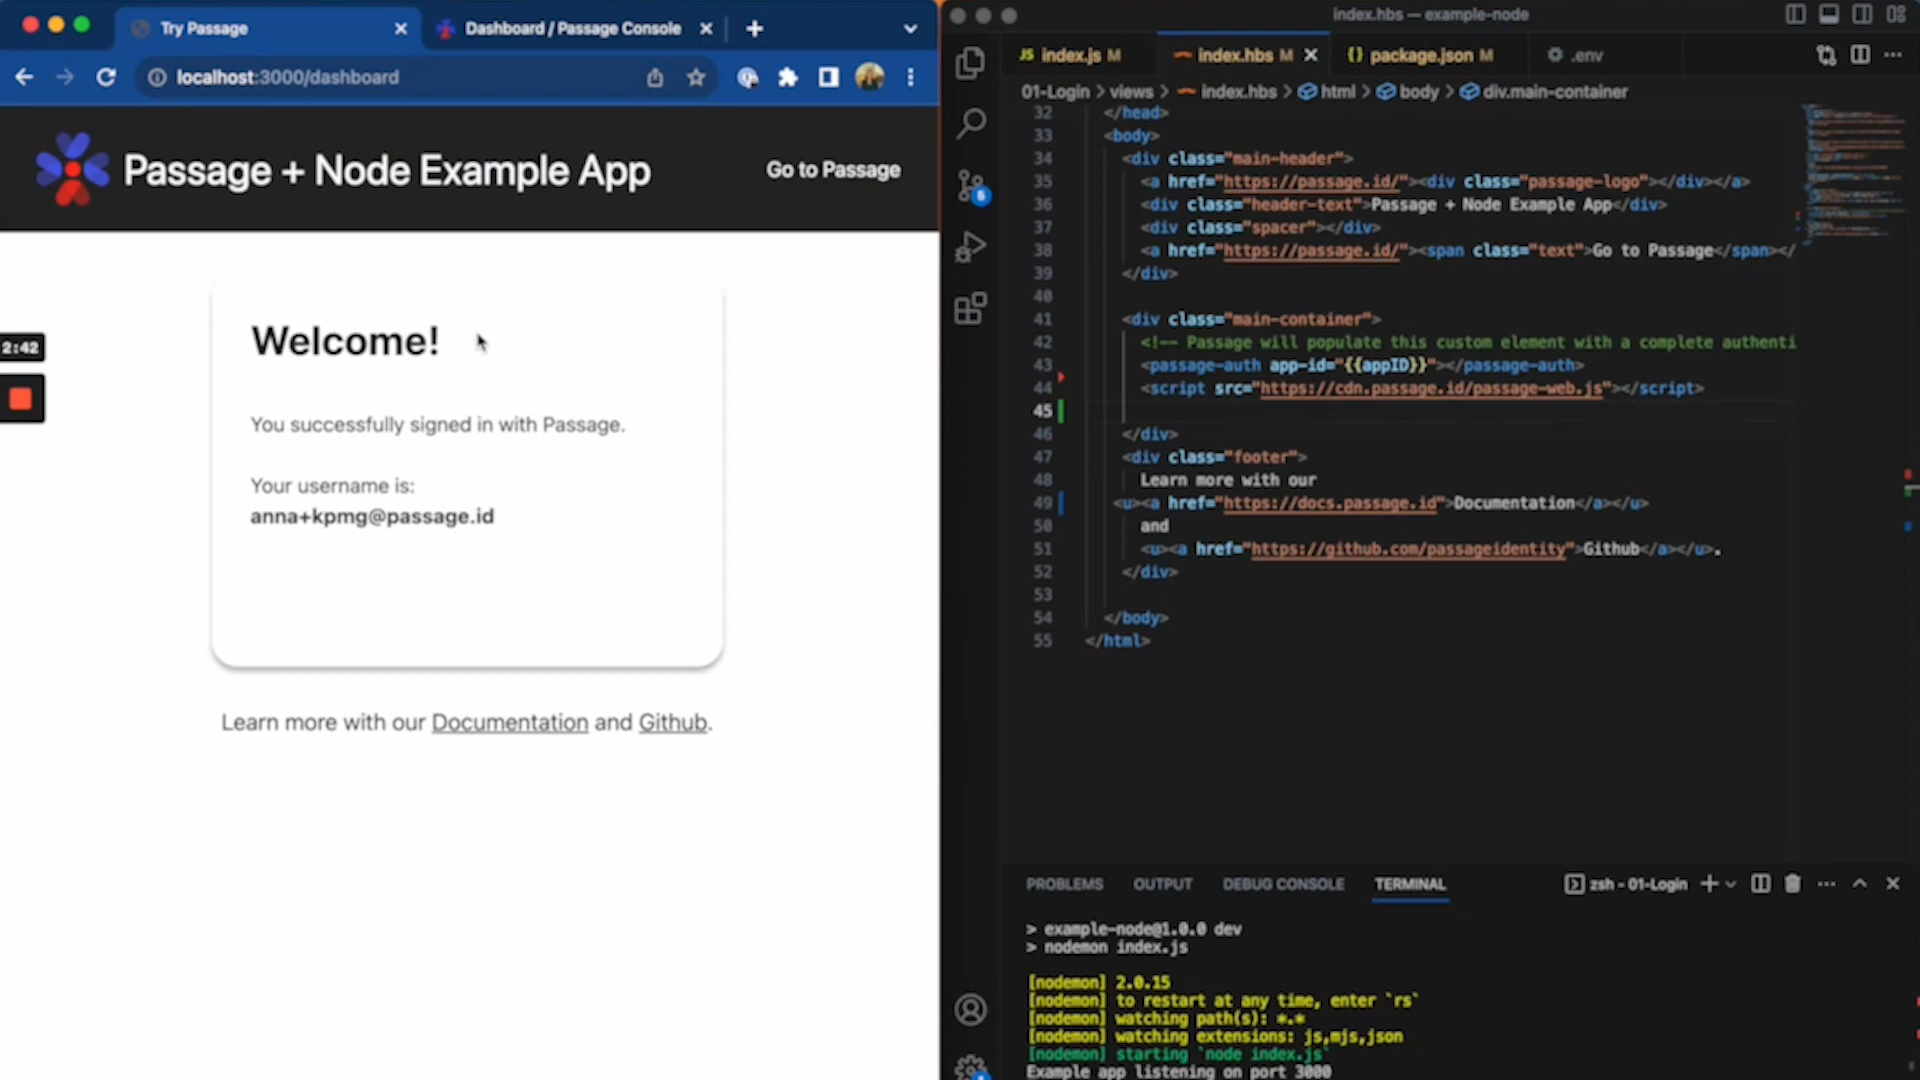 Try Passage
Dashboard / Passage Console
localhost:3000/dashboard
Passage + Node Example App
Go to Passage
2:42
Welcome!
You successfully signed in with Passage.
Your username is:
anna+kpmg@passage.id
Learn more with our Documentation and Github.
index.hbs — example-node
JS index.js M
index.hbs M
{} package.json M
.env
01-Login > views > index.hbs > html > body > div.main-container
6
32 </head>
33 <body>
34 <div class="main-header">
35 <a href="https://passage.id/"><div class="passage-logo"></div></a>
36 <div class="header-text">Passage + Node Example App</div>
37 <div class="spacer"></div>
38 <a href="https://passage.id/"><span class="text">Go to Passage</span></
39 </div>
40
41 <div class="main-container">
42 <!-- Passage will populate this custom element with a complete authenti
43 <passage-auth app-id="{{appID}}"></passage-auth>
44 <script src="https://cdn.passage.id/passage-web.js"></script>
45
46 </div>
47 <div class="footer">
48 Learn more with our
49 <u><a href="https://docs.passage.id">Documentation</a></u>
50 and
51 <u><a href="https://github.com/passageidentity">Github</a></u>.
52 </div>
53
54 </body>
55 </html>
PROBLEMS OUTPUT DEBUG CONSOLE TERMINAL
zsh - 01-Login
> example-node@1.0.0 dev
> nodemon index.js
[nodemon] 2.0.15
[nodemon] to restart at any time, enter `rs`
[nodemon] watching path(s): *.*
[nodemon] watching extensions: js,mjs,json
[nodemon] starting `node index.js`
Example app listening on port 3000